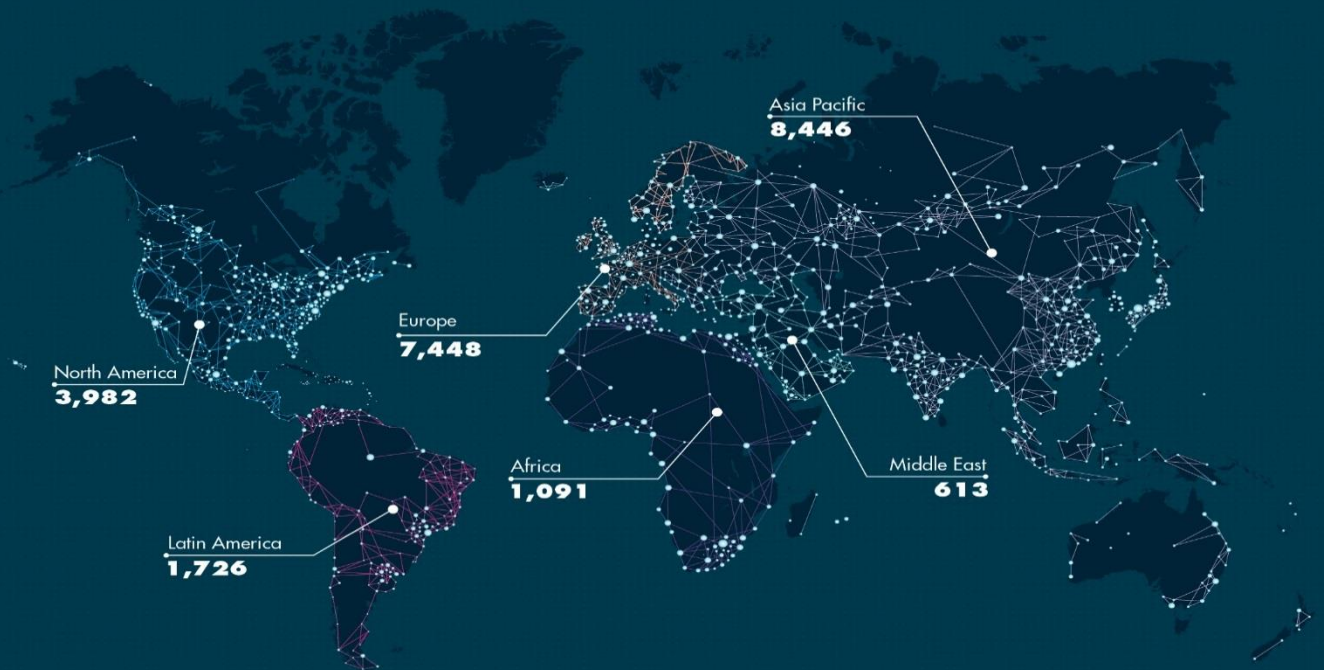 Asia Pacific
8,446
Europe
7,448
North America
3,982
Africa
1,091
Middle East
613
Latin America
1,726